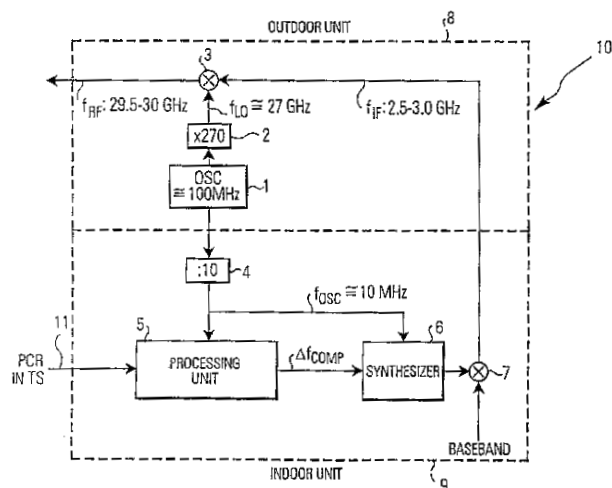 OUTDOOR UNIT
8
10
3
f_RF: 29.5-30 GHz
f_LO ≅ 27 GHz
f_IF: 2.5-3.0 GHz
x270
2
OSC
≅ 100MHz
1
:10
4
f_OSC ≅ 10 MHz
11
5
6
PCR
IN TS
PROCESSING
UNIT
Δf_COMP
SYNTHESIZER
7
BASEBAND
INDOOR UNIT
9